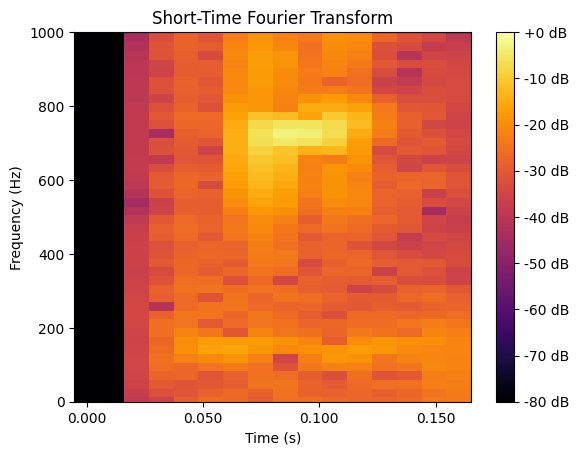 Short-Time Fourier Transform
1000
800
600
400
200
0
Frequency (Hz)
0.000
0.050
0.100
0.150
Time (s)
+0 dB
-10 dB
-20 dB
-30 dB
-40 dB
-50 dB
-60 dB
-70 dB
-80 dB